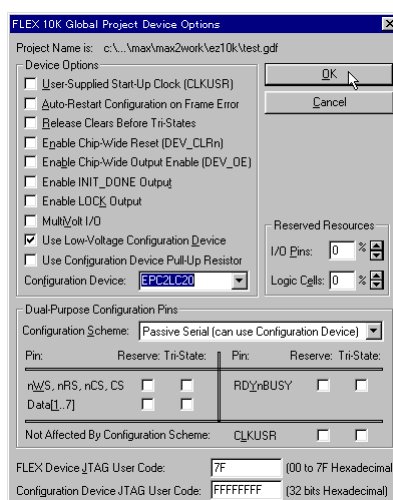 FLEX 10K Global Project Device Options
Project Name is: c:\...\max\max2work\ez10k\test.gdf
Device Options
User-Supplied Start-Up Clock (CLKUSR)
Auto-Restart Configuration on Frame Error
Release Clears Before Tri-States
Enable Chip-Wide Reset (DEV_CLRn)
Enable Chip-Wide Output Enable (DEV_OE)
Enable INIT_DONE Output
Enable LOCK Output
MultiVolt I/O
Use Low-Voltage Configuration Device
Use Configuration Device Pull-Up Resistor
Configuration Device: EPC2LC20
OK
Cancel
Reserved Resources
I/O Pins: 0 %
Logic Cells: 0 %
Dual-Purpose Configuration Pins
Configuration Scheme: Passive Serial (can use Configuration Device)
Pin: Reserve: Tri-State: Pin: Reserve: Tri-State:
nWS, nRS, nCS, CS RDYnBUSY
Data[1..7]
Not Affected By Configuration Scheme: CLKUSR
FLEX Device JTAG User Code: 7F (00 to 7F Hexadecimal
Configuration Device JTAG User Code: FFFFFFFF (32 bits Hexadecimal)